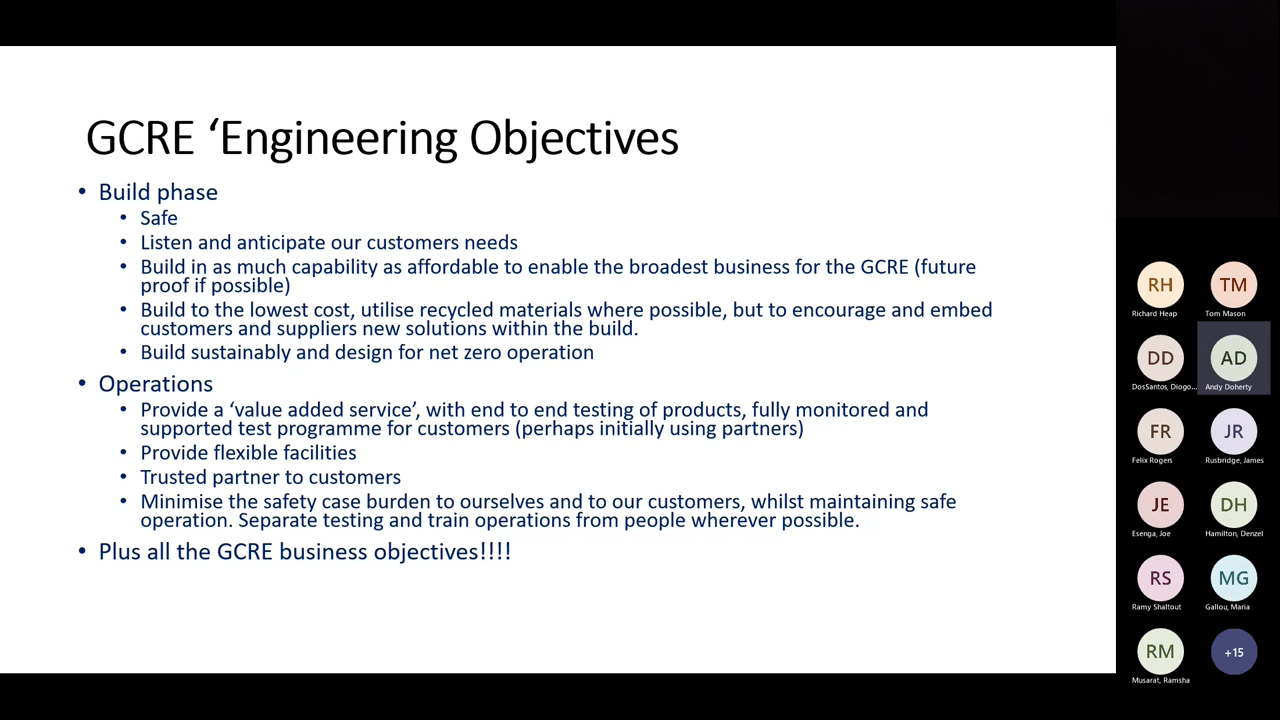 GCRE ‘Engineering Objectives
• Build phase
• Safe
• Listen and anticipate our customers needs
• Build in as much capability as affordable to enable the broadest business for the GCRE (future
proof if possible)
• Build to the lowest cost, utilise recycled materials where possible, but to encourage and embed
customers and suppliers new solutions within the build.
• Build sustainably and design for net zero operation
• Operations
• Provide a ‘value added service’, with end to end testing of products, fully monitored and
supported test programme for customers (perhaps initially using partners)
• Provide flexible facilities
• Trusted partner to customers
• Minimise the safety case burden to ourselves and to our customers, whilst maintaining safe
operation. Separate testing and train operations from people wherever possible.
• Plus all the GCRE business objectives!!!!
RH
Richard Heap
TM
Tom Mason
DD
DosSantos, Diogo...
AD
Andy Doherty
FR
Felix Rogers
JR
Rusbridge, James
JE
Esenga, Joe
DH
Hamilton, Denzel
RS
Ramy Shaltout
MG
Gallou, Maria
RM
Musarat, Ramsha
+15